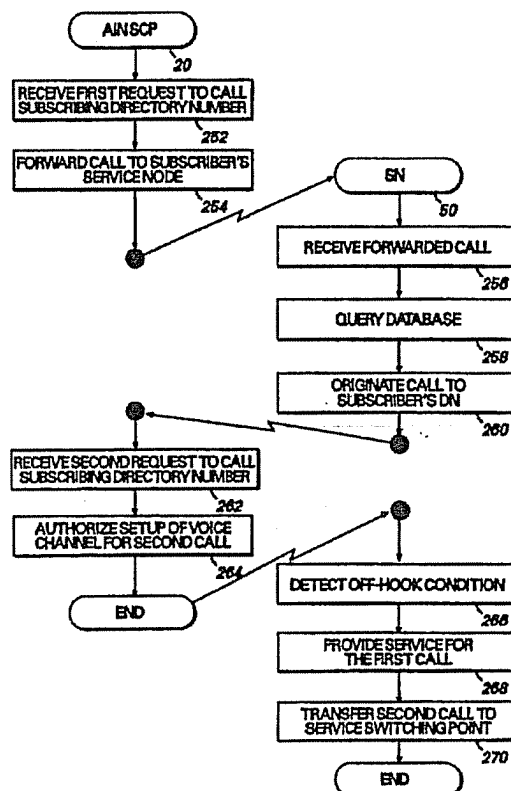 AIN SCP
20
RECEIVE FIRST REQUEST TO CALL
SUBSCRIBING DIRECTORY NUMBER
252
FORWARD CALL TO SUBSCRIBER'S
SERVICE NODE
254
SN
50
RECEIVE FORWARDED CALL
256
QUERY DATABASE
258
ORIGINATE CALL TO
SUBSCRIBER'S DN
260
RECEIVE SECOND REQUEST TO CALL
SUBSCRIBING DIRECTORY NUMBER
262
AUTHORIZE SETUP OF VOICE
CHANNEL FOR SECOND CALL
264
END
DETECT OFF-HOOK CONDITION
266
PROVIDE SERVICE FOR
THE FIRST CALL
268
TRANSFER SECOND CALL TO
SERVICE SWITCHING POINT
270
END